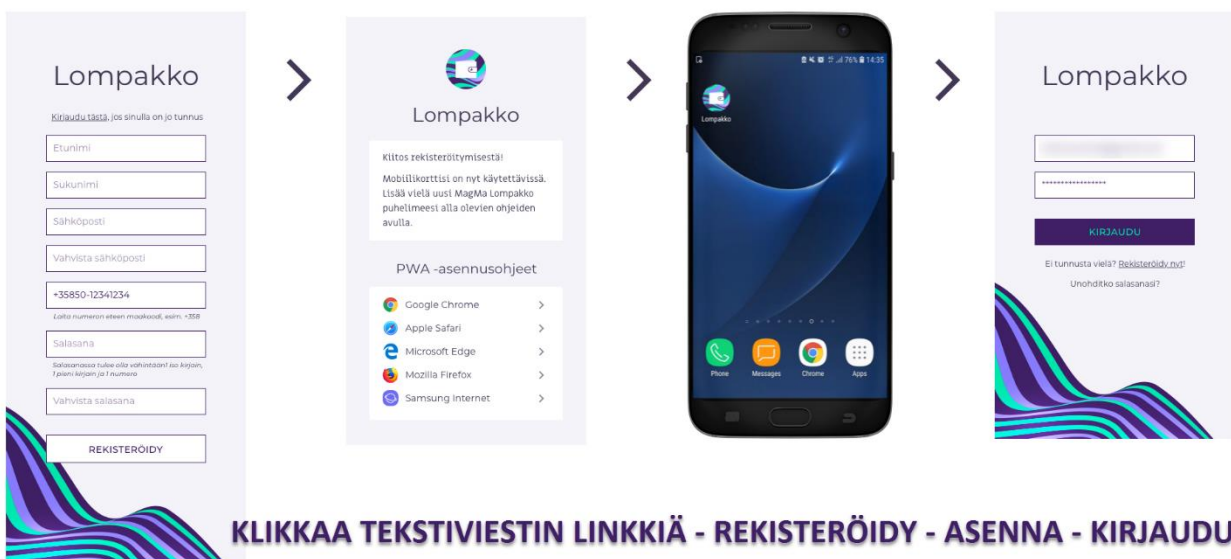 Lompakko
Kirjaudu tästä, jos sinulla on jo tunnus
Etunimi
Sukunimi
Sähköposti
Vahvista sähköposti
+35850-12341234
Laita numeron eteen maakoodi, esim. +358
Salasana
Salasanassa tulee olla vähintään1 iso kirjain,
1 pieni kirjain ja 1 numero
Vahvista salasana
REKISTERÖIDY
Lompakko
Kiitos rekisteröitymisestä!
Mobiilikorttisi on nyt käytettävissä.
Lisää vielä uusi MagMa Lompakko
puhelimeesi alla olevien ohjeiden
avulla.
PWA -asennusohjeet
Google Chrome
Apple Safari
Microsoft Edge
Mozilla Firefox
Samsung Internet
76% 14:35
Lompakko
Phone
Messages
Chrome
Apps
Lompakko
*****************
KIRJAUDU
Ei tunnusta vielä? Rekisteröidy nyt!
Unohditko salasanasi?
KLIKKAA TEKSTIVIESTIN LINKKIÄ - REKISTERÖIDY - ASENNA - KIRJAUDU